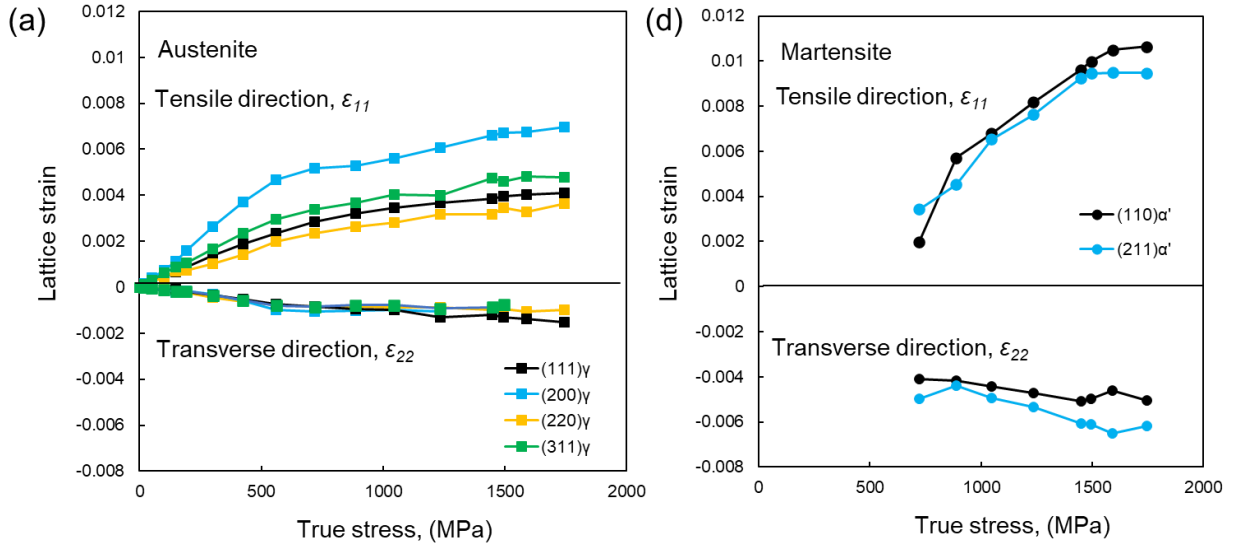 (a)
0.012
0.010
0.008
0.006
0.004
0.002
0
-0.002
-0.004
-0.006
-0.008
Lattice strain
Austenite
Tensile direction, ε11
Transverse direction, ε22
(111)γ
(200)γ
(220)γ
(311)γ
0
500
1000
1500
2000
True stress, (MPa)
(d)
0.012
0.010
0.008
0.006
0.004
0.002
0
-0.002
-0.004
-0.006
-0.008
Lattice strain
Martensite
Tensile direction, ε11
(110)α'
(211)α'
Transverse direction, ε22
0
500
1000
1500
2000
True stress, (MPa)